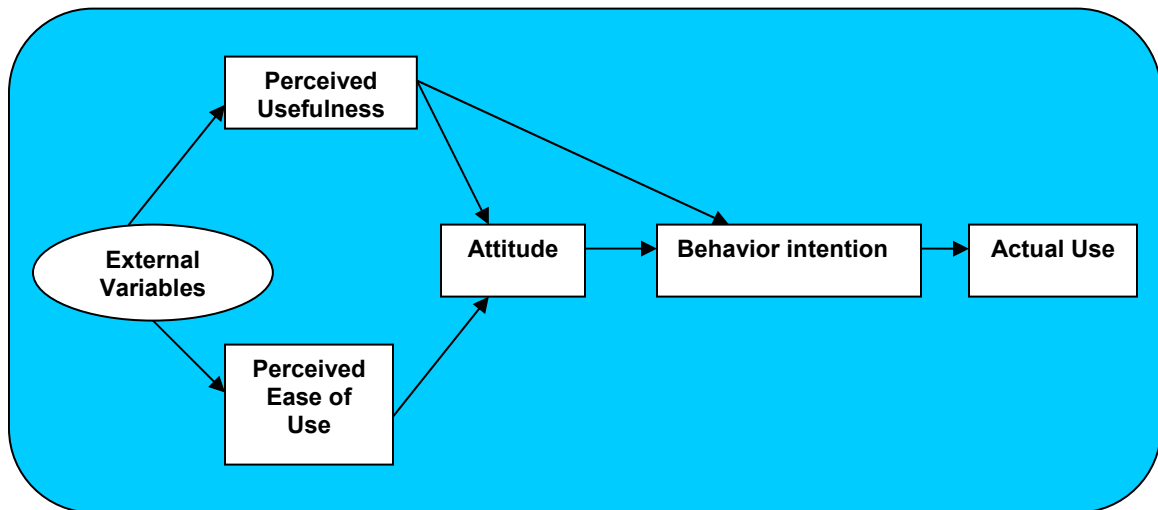 Perceived
Usefulness
External
Variables
Attitude
Behavior intention
Actual Use
Perceived
Ease of
Use